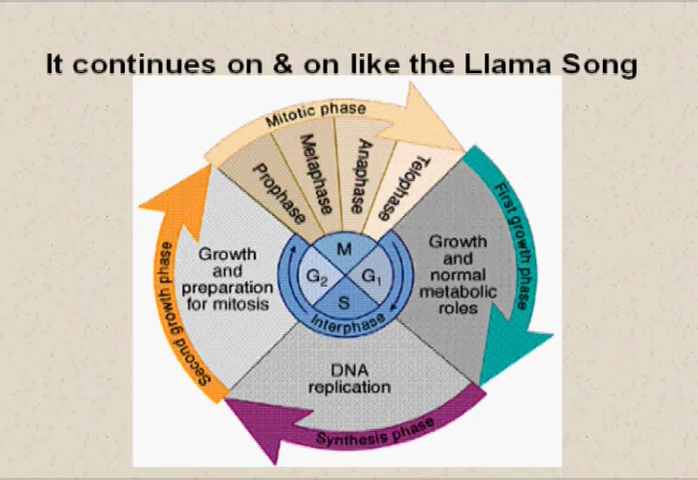 It continues on & on like the Llama Song
Mitotic phase
Prophase
Metaphase
Anaphase
Telophase
First growth phase
Growth
and
normal
metabolic
roles
Growth
and
preparation
for mitosis
Second growth phase
M
G2
G1
S
Interphase
DNA
replication
Synthesis phase